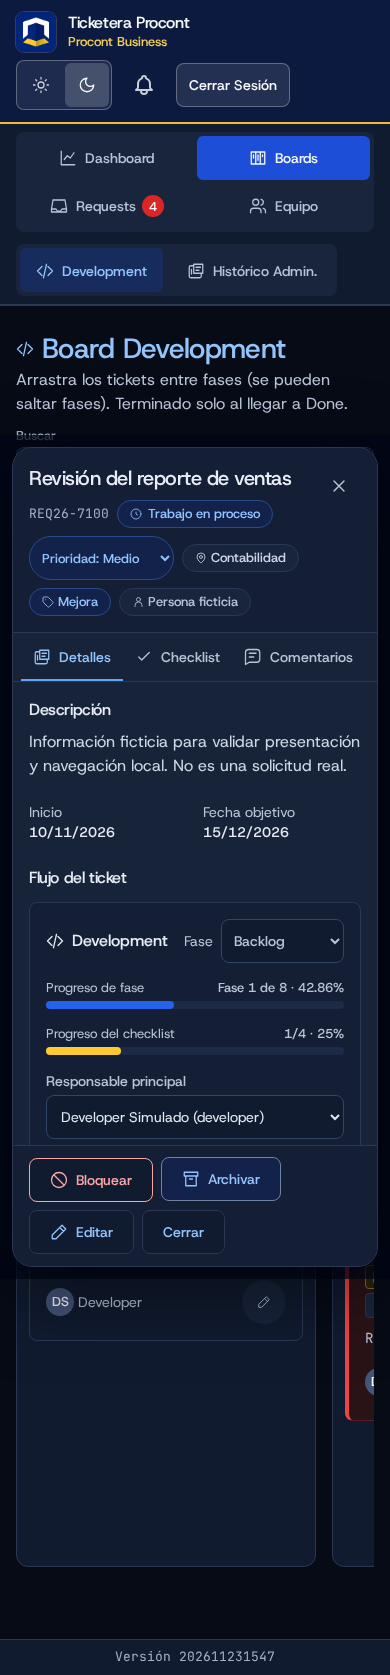 Ticketera Procont
Procont Business
Cerrar Sesión
Dashboard
Boards
Requests 4
Equipo
Development
Histórico Admin.
Board Development
Arrastra los tickets entre fases (se pueden
saltar fases). Terminado solo al llegar a Done.
Buscar
Revisión del reporte de ventas
REQ26-7100 Trabajo en proceso
Prioridad: Medio
Contabilidad
Mejora
Persona ficticia
Detalles
Checklist
Comentarios
Descripción
Información ficticia para validar presentación
y navegación local. No es una solicitud real.
Inicio
10/11/2026
Fecha objetivo
15/12/2026
Flujo del ticket
Development
Fase
Backlog
Progreso de fase
Fase 1 de 8 · 42.86%
Progreso del checklist
1/4 · 25%
Responsable principal
Developer Simulado (developer)
Bloquear
Archivar
Editar
Cerrar
DS Developer
Versión 202611231547